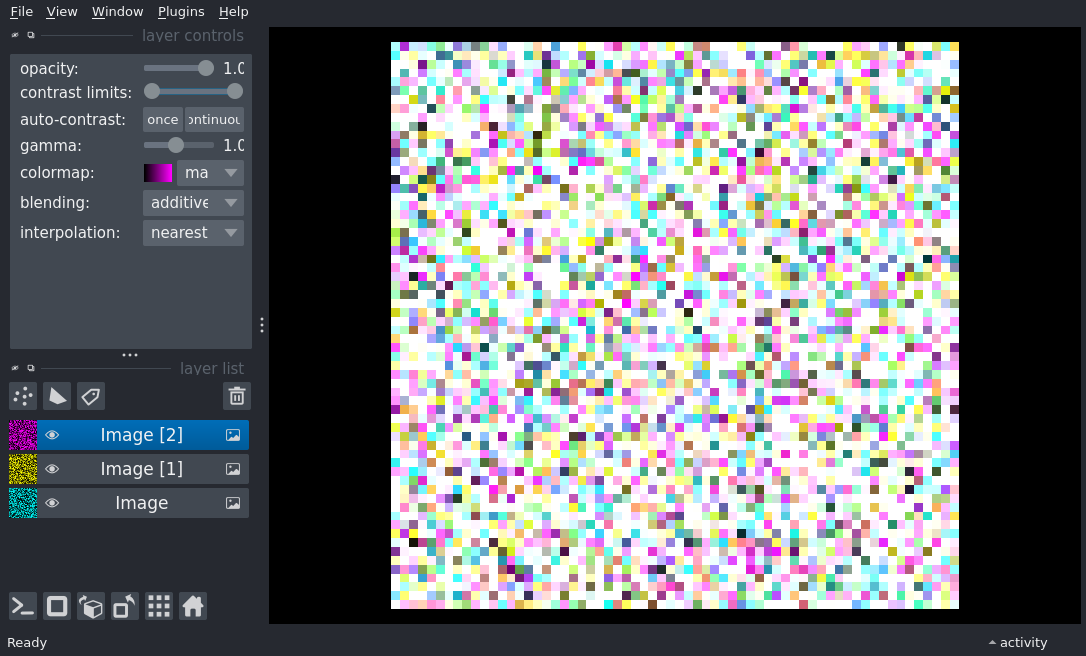 File View Window Plugins Help
layer controls
opacity: 1.0
contrast limits:
auto-contrast: once ontinuou
gamma: 1.0
colormap: ma
blending: additive
interpolation: nearest
layer list
Image [2]
Image [1]
Image
Ready activity